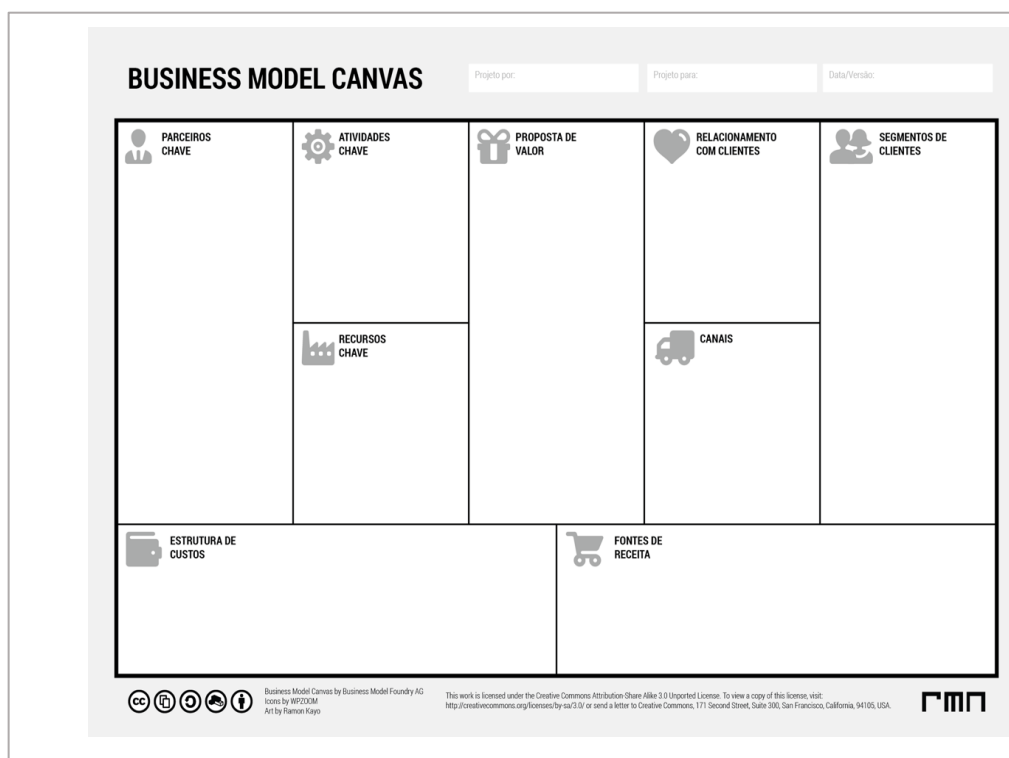 BUSINESS MODEL CANVAS
Projeto por:
Projeto para:
Data/Versão:
PARCEIROS
CHAVE
ATIVIDADES
CHAVE
PROPOSTA DE
VALOR
RELACIONAMENTO
COM CLIENTES
SEGMENTOS DE
CLIENTES
RECURSOS
CHAVE
CANAIS
ESTRUTURA DE
CUSTOS
FONTES DE
RECEITA
cc
Business Model Canvas by Business Model Foundry AG
Icons by WPZOOM
Art by Ramon Kayo
This work is licensed under the Creative Commons Attribution-Share Alike 3.0 Unported License. To view a copy of this license, visit:
http://creativecommons.org/licenses/by-sa/3.0/ or send a letter to Creative Commons, 171 Second Street, Suite 300, San Francisco, California, 94105, USA.
rmn